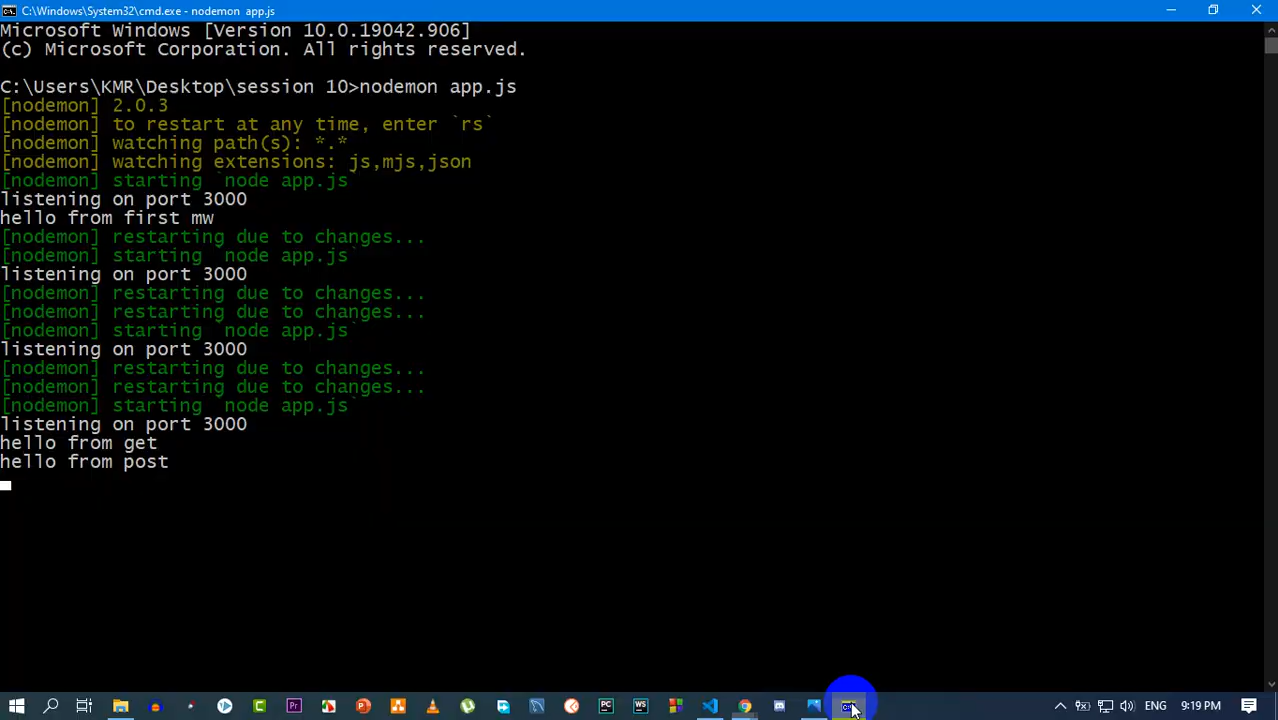 C:\Windows\System32\cmd.exe - nodemon app.js
Microsoft Windows [Version 10.0.19042.906]
(c) Microsoft Corporation. All rights reserved.
C:\Users\KMR\Desktop\session 10>nodemon app.js
[nodemon] 2.0.3
[nodemon] to restart at any time, enter `rs`
[nodemon] watching path(s): *.*
[nodemon] watching extensions: js,mjs,json
[nodemon] starting `node app.js`
listening on port 3000
hello from first mw
[nodemon] restarting due to changes...
[nodemon] starting `node app.js`
listening on port 3000
[nodemon] restarting due to changes...
[nodemon] restarting due to changes...
[nodemon] starting `node app.js`
listening on port 3000
[nodemon] restarting due to changes...
[nodemon] restarting due to changes...
[nodemon] starting `node app.js`
listening on port 3000
hello from get
hello from post
ENG 9:19 PM